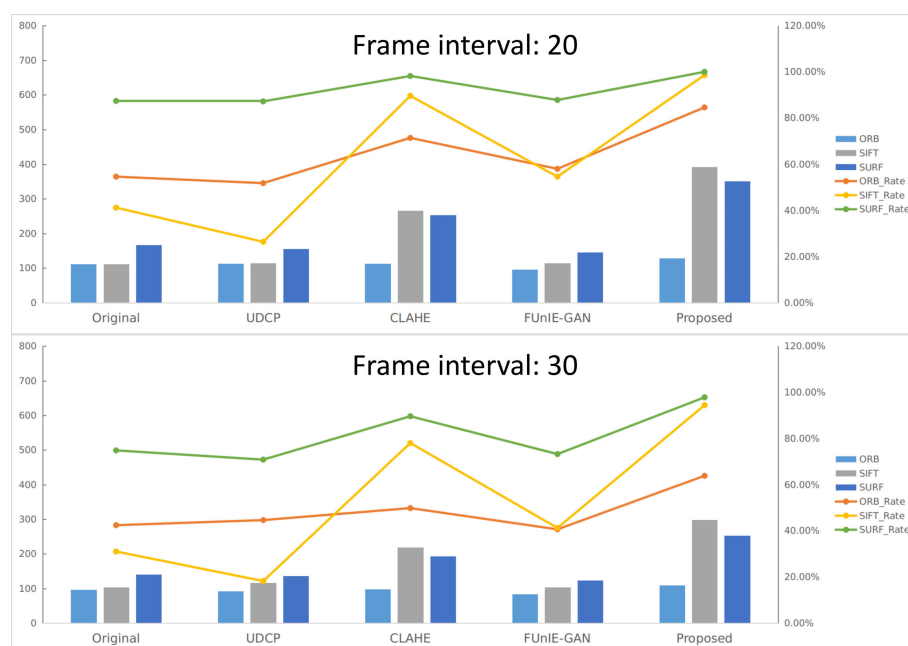 Frame interval: 20
800
700
600
500
400
300
200
100
0
120.00%
100.00%
80.00%
60.00%
40.00%
20.00%
0.00%
Original UDCP CLAHE FUnIE-GAN Proposed
ORB
SIFT
SURF
ORB_Rate
SIFT_Rate
SURF_Rate
Frame interval: 30
800
700
600
500
400
300
200
100
0
120.00%
100.00%
80.00%
60.00%
40.00%
20.00%
0.00%
Original UDCP CLAHE FUnIE-GAN Proposed
ORB
SIFT
SURF
ORB_Rate
SIFT_Rate
SURF_Rate